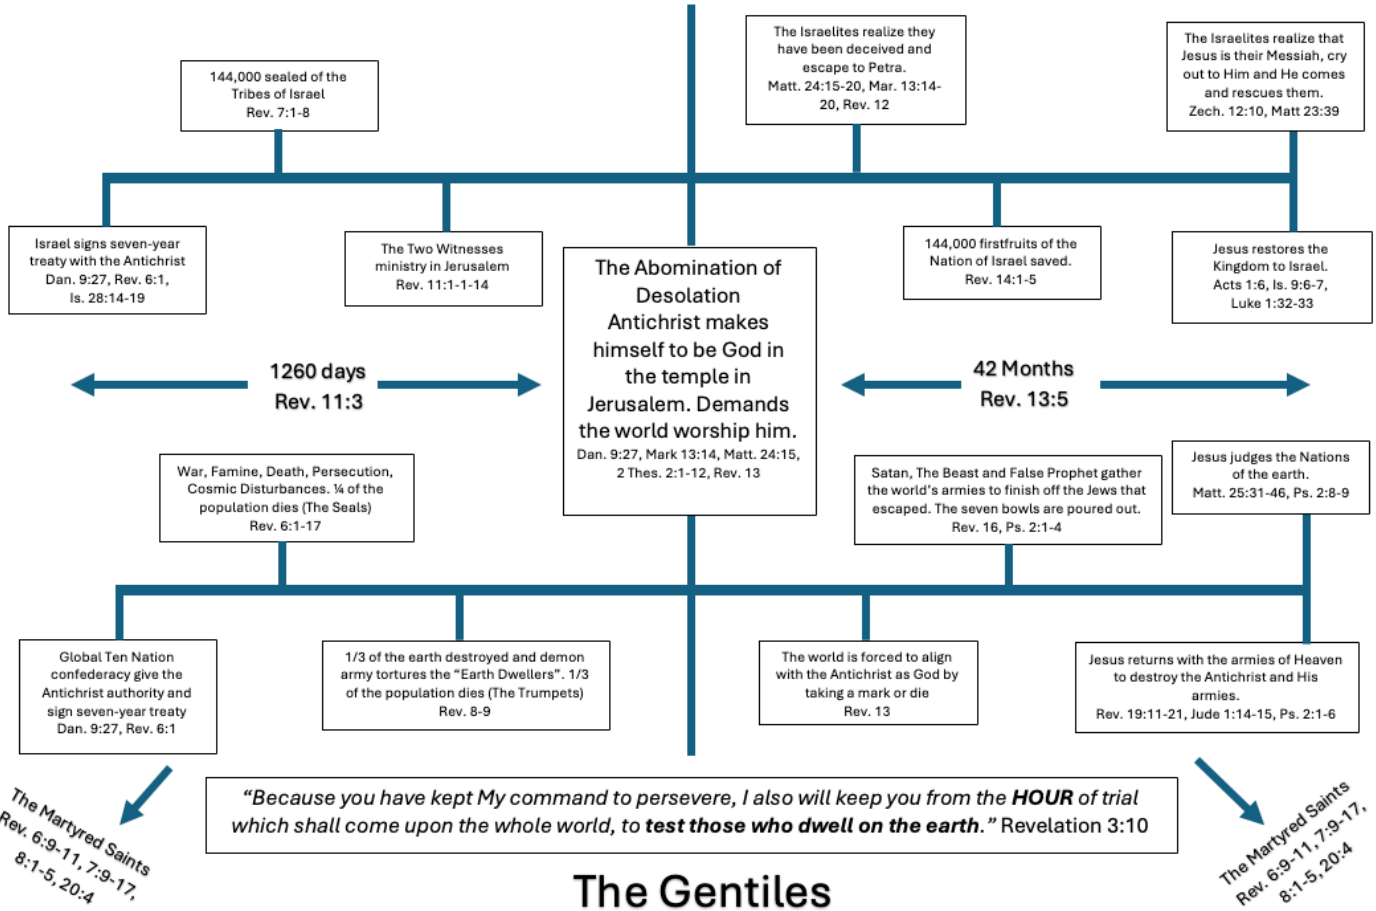 The Israelites realize they
have been deceived and
escape to Petra.
Matt. 24:15-20, Mar. 13:14-
20, Rev. 12
The Israelites realize that
Jesus is their Messiah, cry
out to Him and He comes
and rescues them.
Zech. 12:10, Matt 23:39
144,000 sealed of the
Tribes of Israel
Rev. 7:1-8
Israel signs seven-year
treaty with the Antichrist
Dan. 9:27, Rev. 6:1,
Is. 28:14-19
The Two Witnesses
ministry in Jerusalem
Rev. 11:1-1-14
The Abomination of
Desolation
Antichrist makes
himself to be God in
the temple in
Jerusalem. Demands
the world worship him.
Dan. 9:27, Mark 13:14, Matt. 24:15,
2 Thes. 2:1-12, Rev. 13
144,000 firstfruits of the
Nation of Israel saved.
Rev. 14:1-5
Jesus restores the
Kingdom to Israel.
Acts 1:6, Is. 9:6-7,
Luke 1:32-33
1260 days
Rev. 11:3
42 Months
Rev. 13:5
War, Famine, Death, Persecution,
Cosmic Disturbances. ¼ of the
population dies (The Seals)
Rev. 6:1-17
Satan, The Beast and False Prophet gather
the world's armies to finish off the Jews that
escaped. The seven bowls are poured out.
Rev. 16, Ps. 2:1-4
Jesus judges the Nations
of the earth.
Matt. 25:31-46, Ps. 2:8-9
Global Ten Nation
confederacy give the
Antichrist authority and
sign seven-year treaty
Dan. 9:27, Rev. 6:1
1/3 of the earth destroyed and demon
army tortures the “Earth Dwellers”. 1/3
of the population dies (The Trumpets)
Rev. 8-9
The world is forced to align
with the Antichrist as God by
taking a mark or die
Rev. 13
Jesus returns with the armies of Heaven
to destroy the Antichrist and His
armies.
Rev. 19:11-21, Jude 1:14-15, Ps. 2:1-6
The Martyred Saints
Rev. 6:9-11, 7:9-17,
8:1-5, 20:4
“Because you have kept My command to persevere, I also will keep you from the HOUR of trial
which shall come upon the whole world, to test those who dwell on the earth.” Revelation 3:10
The Martyred Saints
Rev. 6:9-11, 7:9-17,
8:1-5, 20:4
The Gentiles